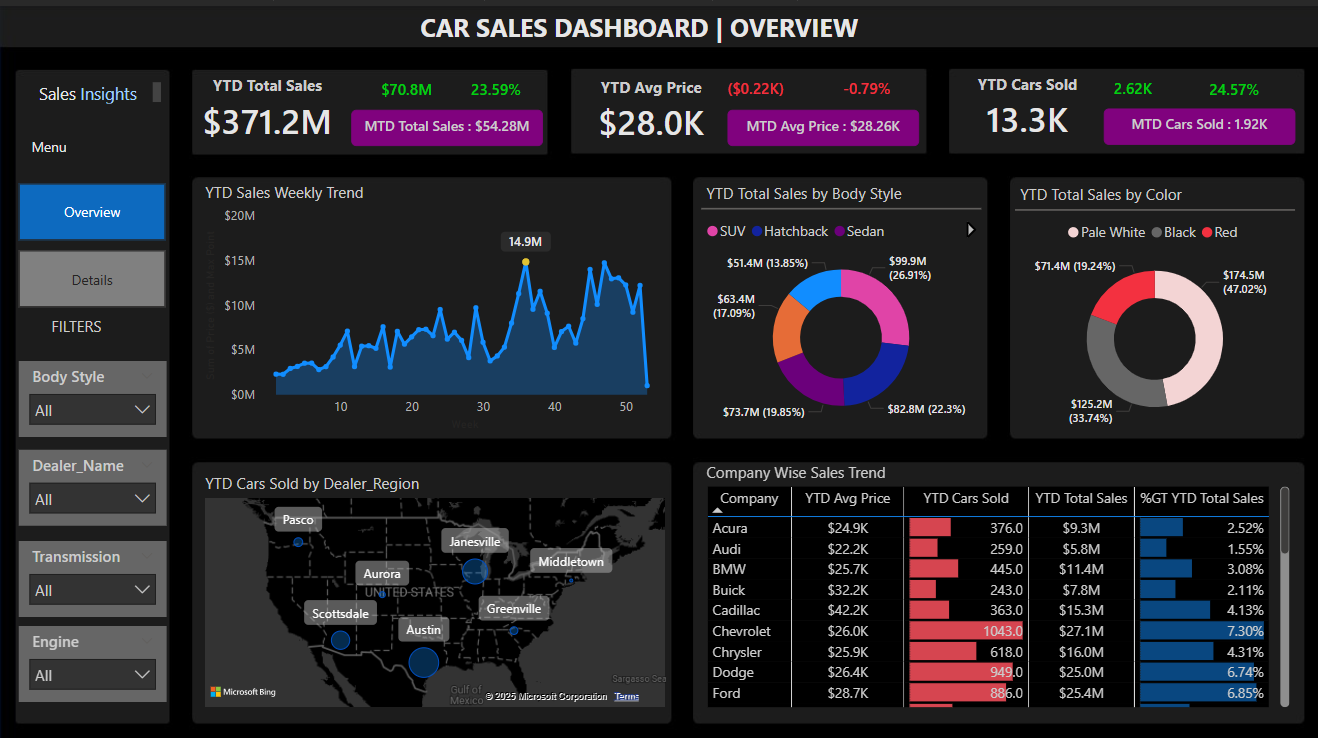 CAR SALES DASHBOARD | OVERVIEW
Sales Insights
Menu
Overview
Details
FILTERS
Body Style
All
Dealer_Name
All
Transmission
All
Engine
All
YTD Total Sales
$70.8M 23.59%
$371.2M
MTD Total Sales : $54.28M
YTD Avg Price
($0.22K) -0.79%
$28.0K
MTD Avg Price : $28.26K
YTD Cars Sold
2.62K 24.57%
13.3K
MTD Cars Sold : 1.92K
YTD Sales Weekly Trend
$20M
$15M
$10M
$5M
$0M
14.9M
10 20 30 40 50
YTD Total Sales by Body Style
SUV Hatchback Sedan
$51.4M (13.85%)
$99.9M
(26.91%)
$63.4M
(17.09%)
$73.7M (19.85%)
$82.8M (22.3%)
YTD Total Sales by Color
Pale White Black Red
$71.4M (19.24%)
$174.5M
(47.02%)
$125.2M
(33.74%)
YTD Cars Sold by Dealer_Region
Pasco
Janesville
Middletown
Aurora
UNITED STATES
Scottsdale
Greenville
Austin
Sargasso Sea
Gulf of
Mexico
Microsoft Bing
© 2025 Microsoft Corporation Terms
Company Wise Sales Trend
Company YTD Avg Price YTD Cars Sold YTD Total Sales %GT YTD Total Sales
Acura $24.9K 376.0 $9.3M 2.52%
Audi $22.2K 259.0 $5.8M 1.55%
BMW $25.7K 445.0 $11.4M 3.08%
Buick $32.2K 243.0 $7.8M 2.11%
Cadillac $42.2K 363.0 $15.3M 4.13%
Chevrolet $26.0K 1043.0 $27.1M 7.30%
Chrysler $25.9K 618.0 $16.0M 4.31%
Dodge $26.4K 949.0 $25.0M 6.74%
Ford $28.7K 886.0 $25.4M 6.85%